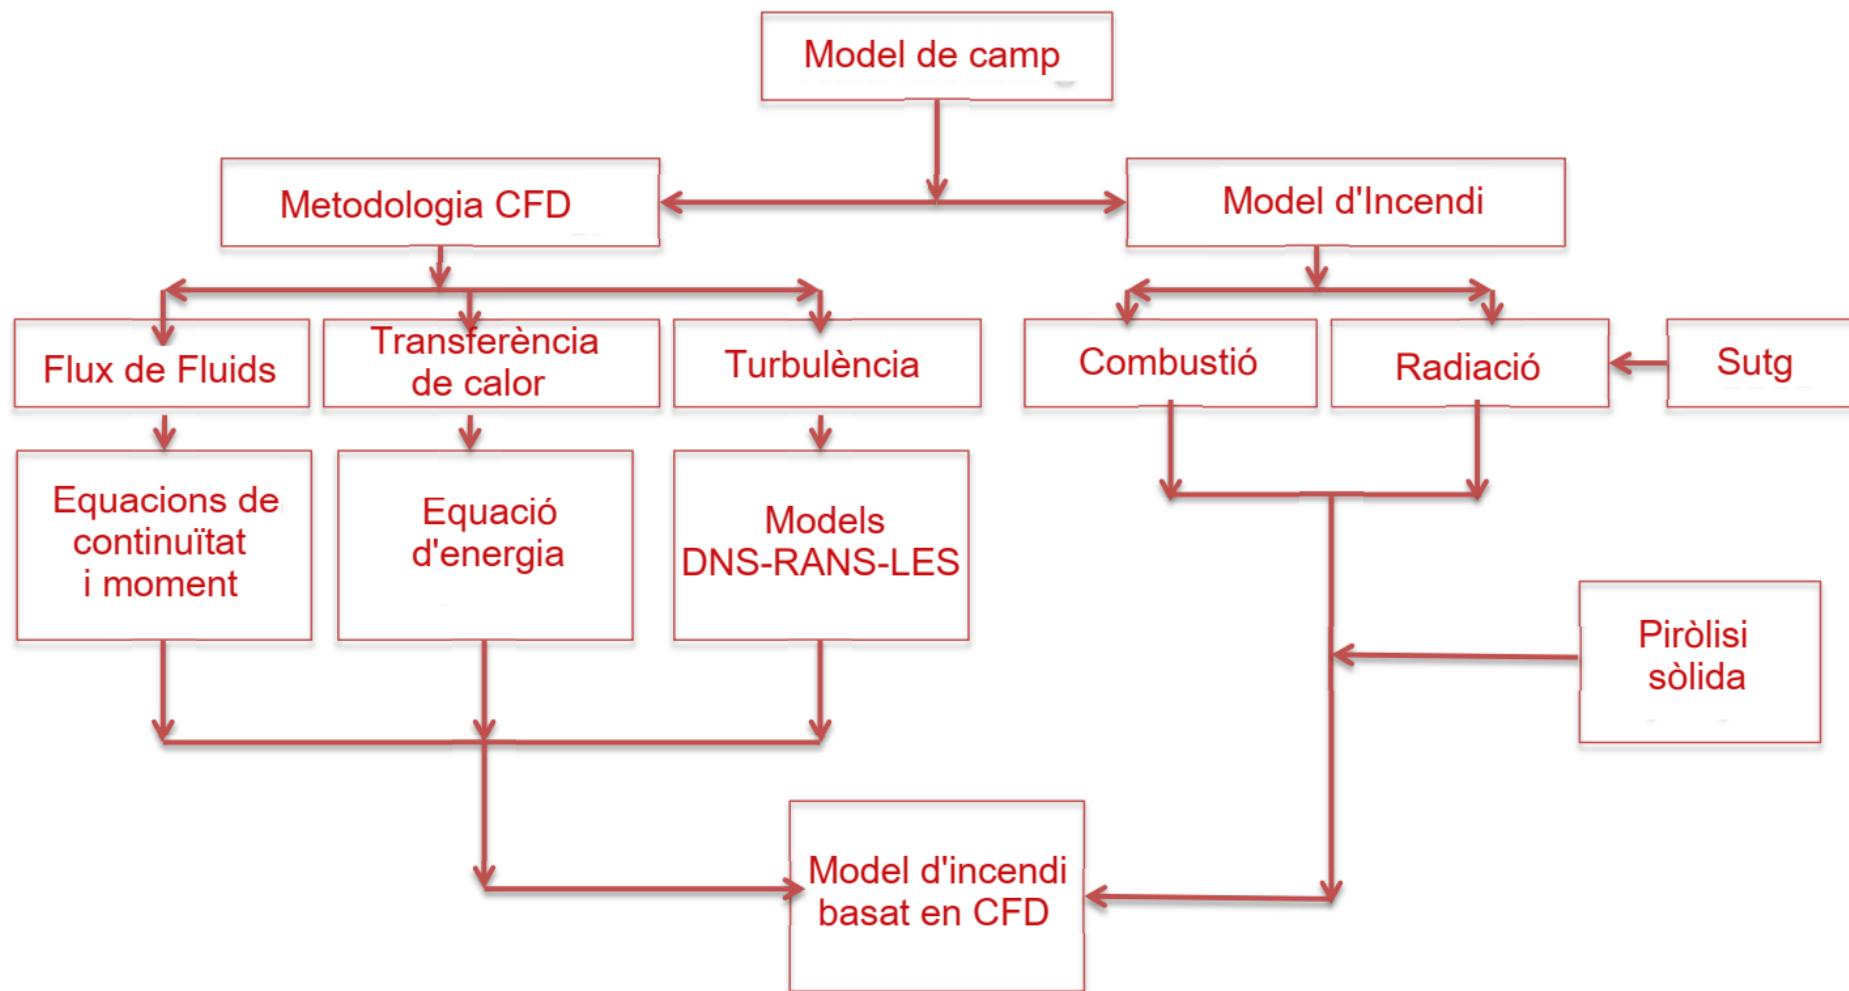 Model de camp
Metodologia CFD
Model d'Incendi
Flux de Fluids
Transferència
de calor
Turbulència
Combustió
Radiació
Sutg
Equacions de
continuïtat
i moment
Equació
d'energia
Models
DNS-RANS-LES
Piròlisi
sòlida
Model d'incendi
basat en CFD